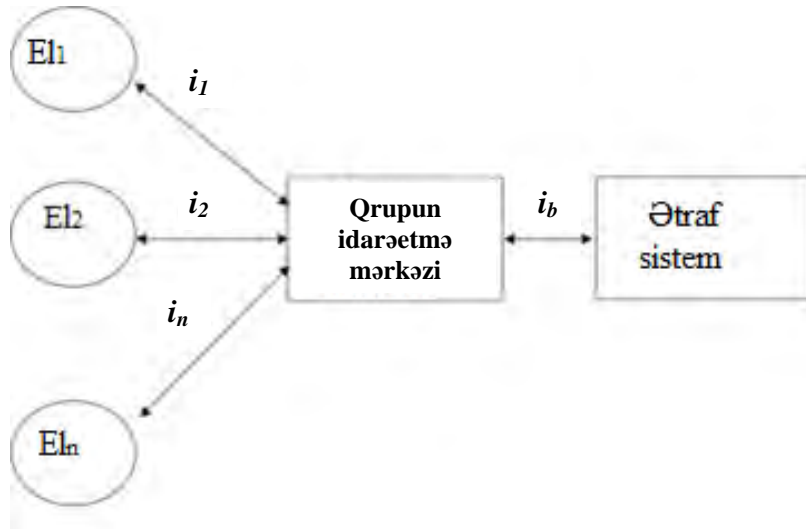 El1
i1
El2
i2
Qrupun
idarəetmə
mərkəzi
ib
Ətraf
sistem
in
Eln